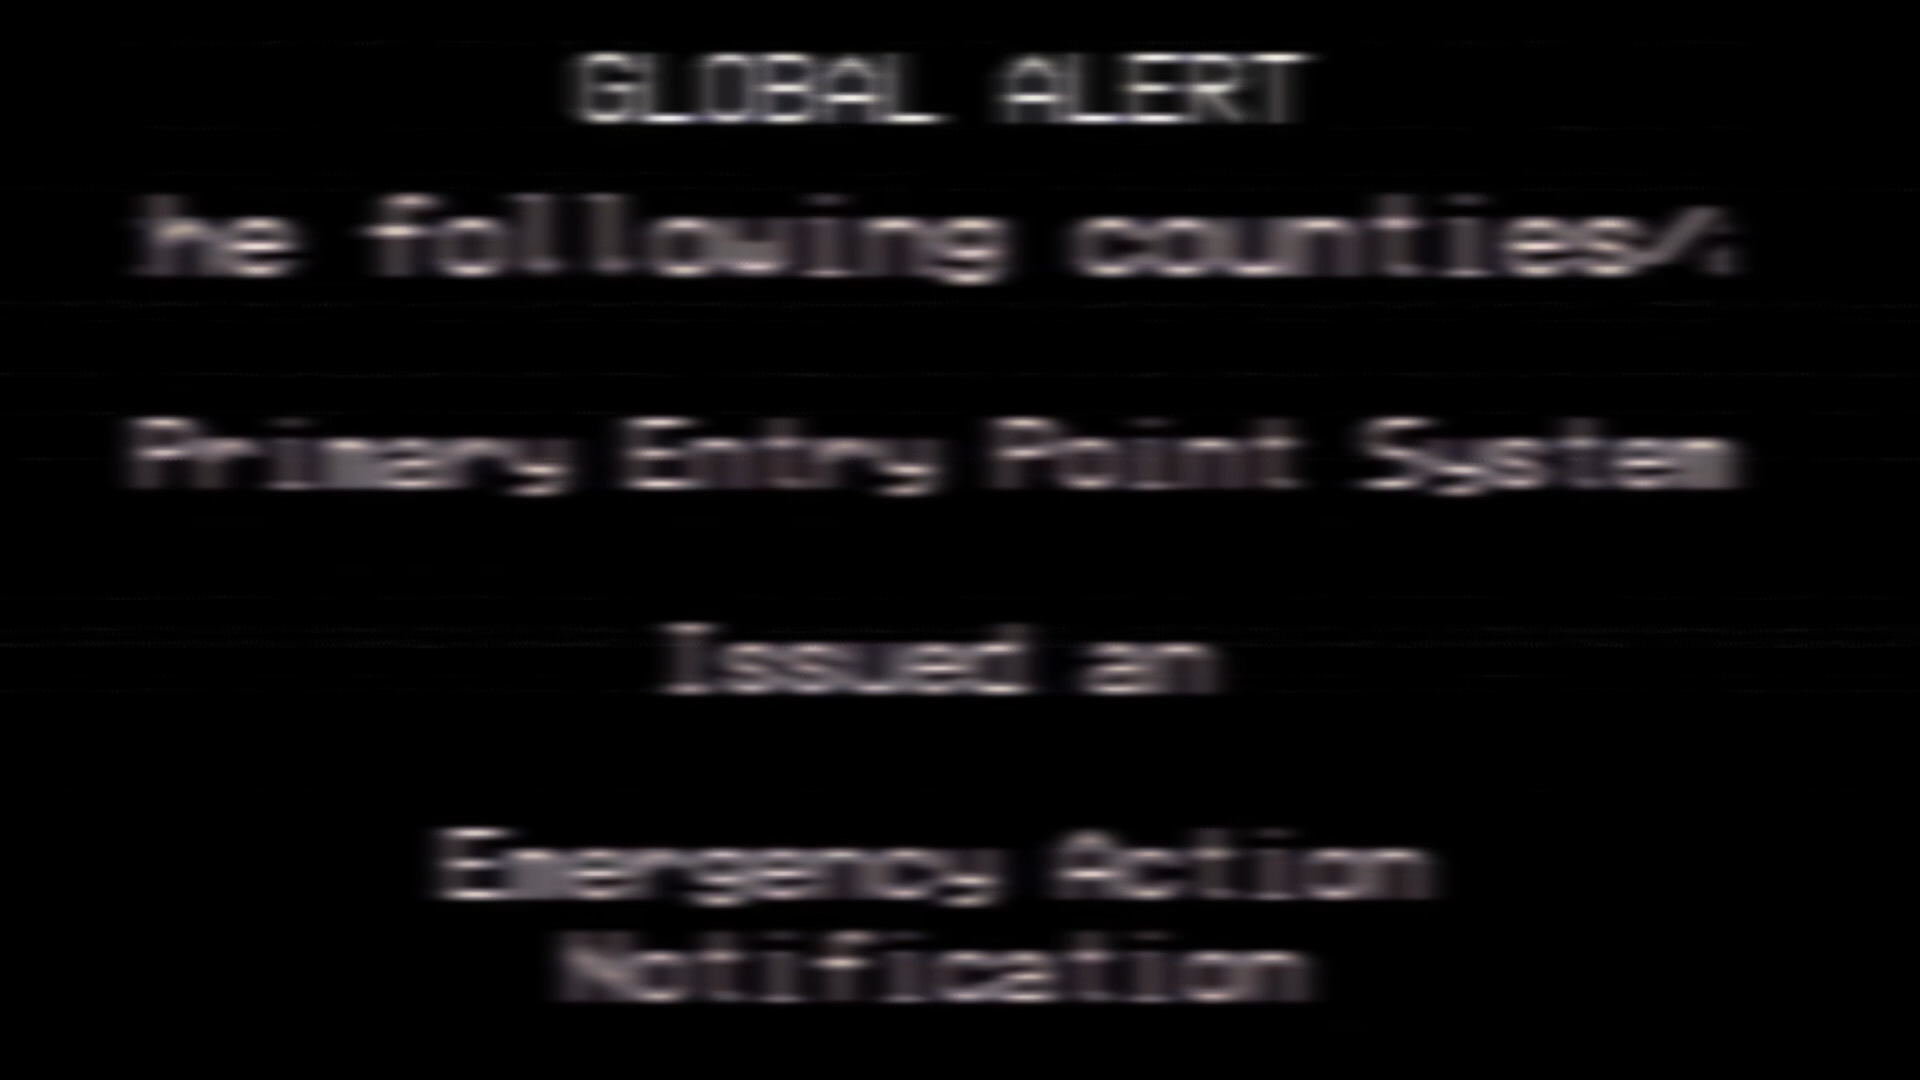 GLOBAL ALERT
he following counties/
Primary Entry Point System
Issued an
Emergency Action
Notification